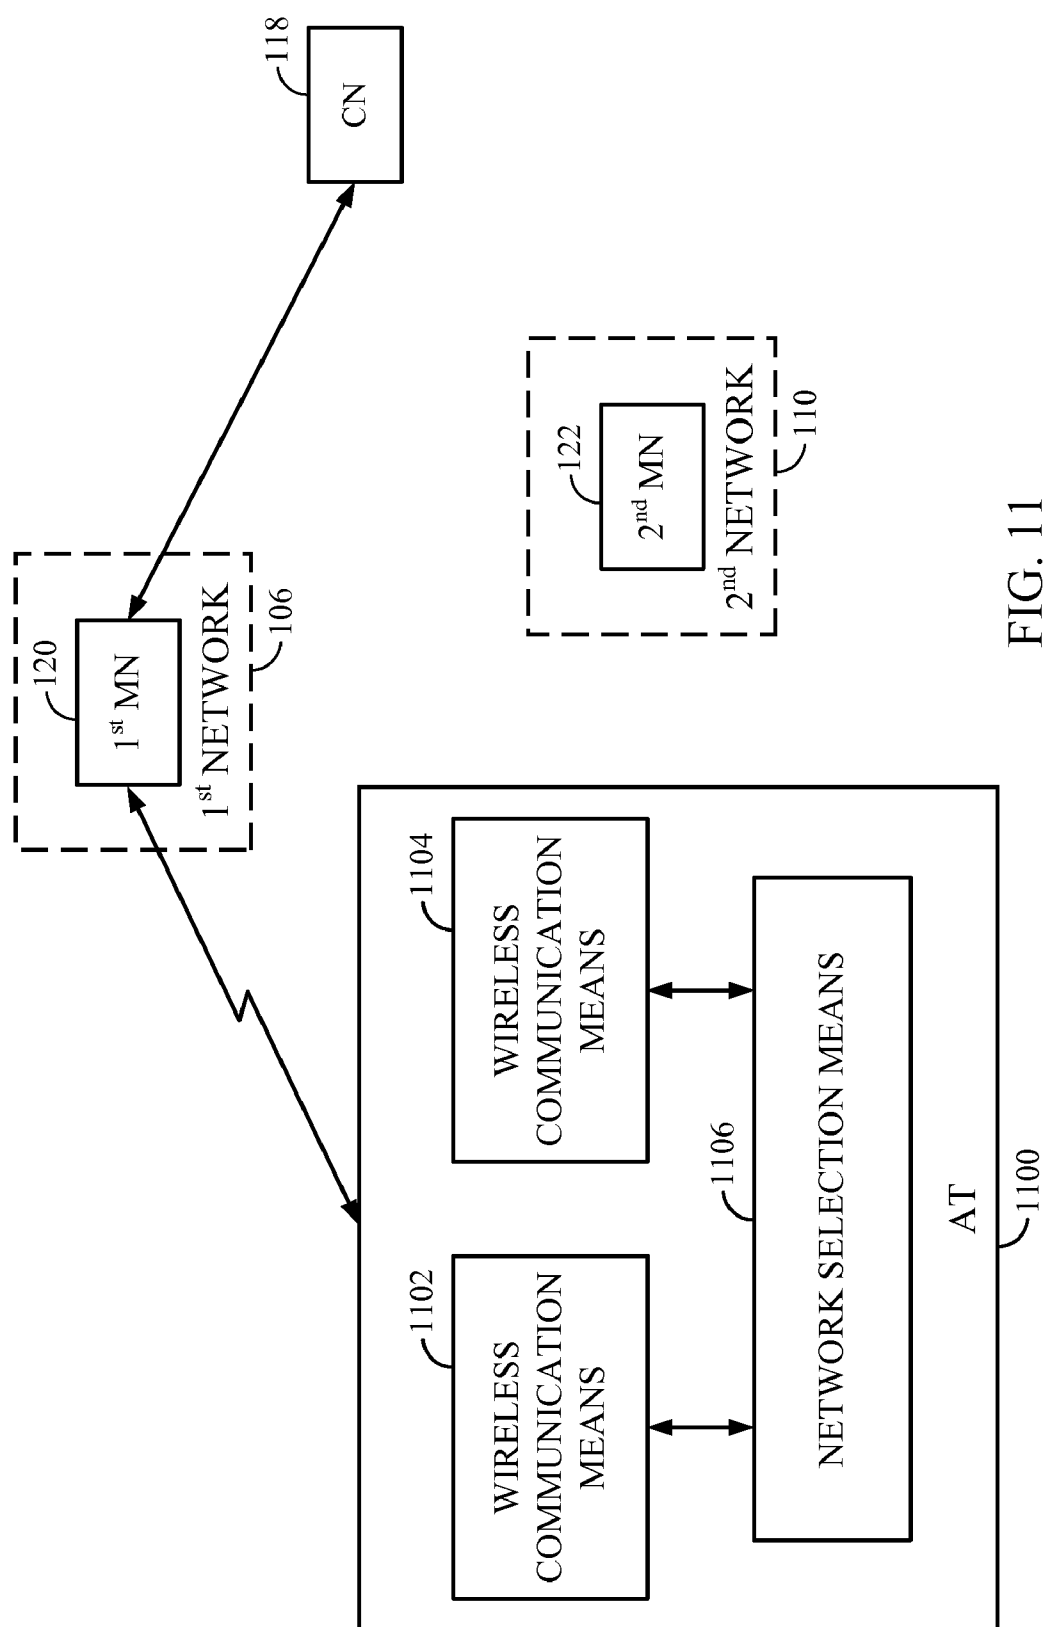 120
1st MN
1st NETWORK
106
118
CN
122
2nd MN
2nd NETWORK
110
1102
WIRELESS
COMMUNICATION
MEANS
1104
WIRELESS
COMMUNICATION
MEANS
1106
NETWORK SELECTION MEANS
AT
1100
FIG. 11